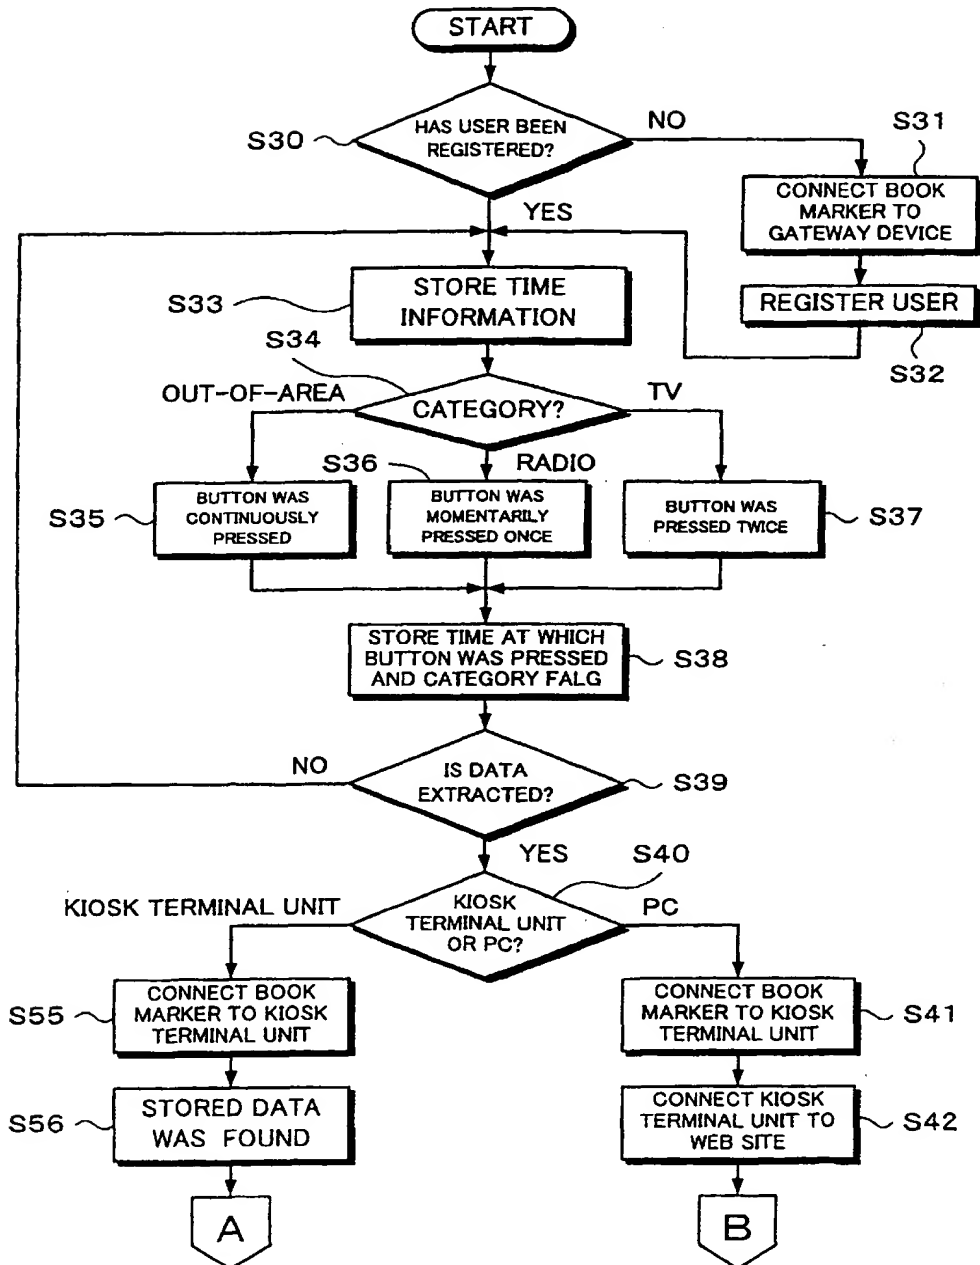 START
S30
HAS USER BEEN
REGISTERED?
NO
S31
CONNECT BOOK
MARKER TO
GATEWAY DEVICE
YES
REGISTER USER
S32
S33
STORE TIME
INFORMATION
S34
OUT-OF-AREA
CATEGORY?
TV
S36
RADIO
S35
BUTTON WAS
CONTINUOUSLY
PRESSED
BUTTON WAS
MOMENTARILY
PRESSED ONCE
BUTTON WAS
PRESSED TWICE
S37
STORE TIME AT WHICH
BUTTON WAS PRESSED
AND CATEGORY FALG
S38
NO
IS DATA
EXTRACTED?
S39
YES
S40
KIOSK TERMINAL UNIT
KIOSK
TERMINAL UNIT
OR PC?
PC
S55
CONNECT BOOK
MARKER TO KIOSK
TERMINAL UNIT
CONNECT BOOK
MARKER TO KIOSK
TERMINAL UNIT
S41
S56
STORED DATA
WAS FOUND
CONNECT KIOSK
TERMINAL UNIT TO
WEB SITE
S42
A
B